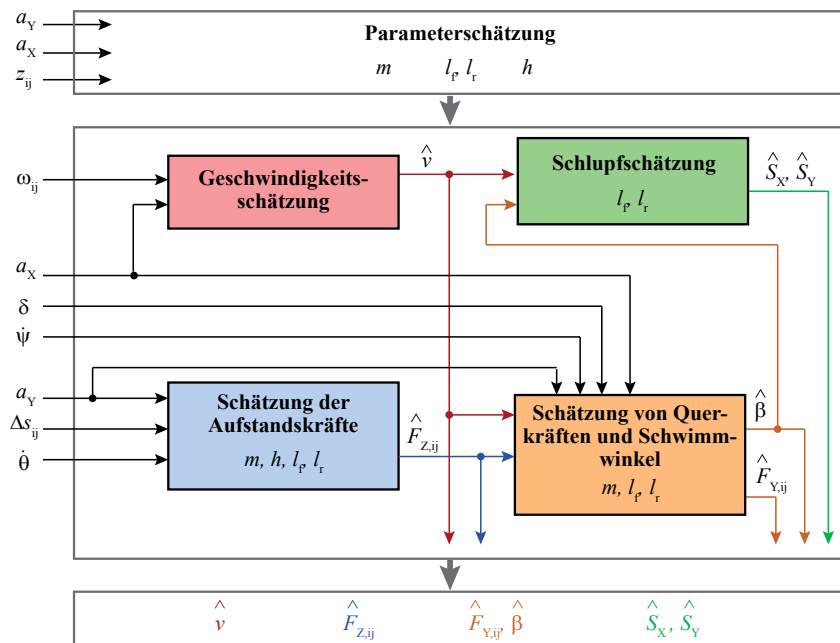 a_Y
a_X
z_ij
Parameterschätzung
m l_f, l_r h
ω_ij
Geschwindigkeits-
schätzung
v̂
Schlupfschätzung
l_f, l_r
Ŝ_X, Ŝ_Y
a_X
δ
ψ̇
a_Y
Δs_ij
θ̇
Schätzung der
Aufstandskräfte
m, h, l_f, l_r
F̂_Z,ij
Schätzung von Quer-
kräften und Schwimm-
winkel
m, l_f, l_r
β̂
F̂_Y,ij
v̂ F̂_Z,ij F̂_Y,ij, β̂ Ŝ_X, Ŝ_Y